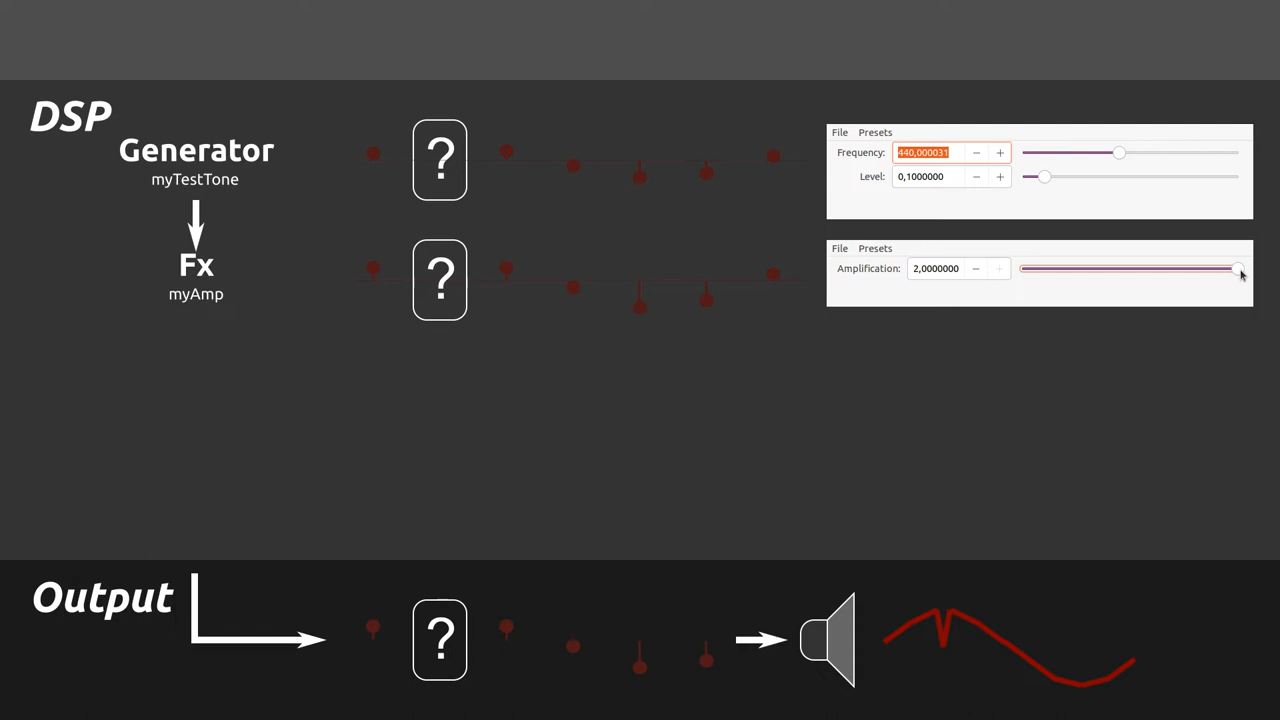 DSP
Generator
myTestTone
Fx
myAmp
?
?
File Presets
Frequency: 440,000031 − +
Level: 0,1000000 − +
File Presets
Amplification: 2,0000000 − +
Output
?